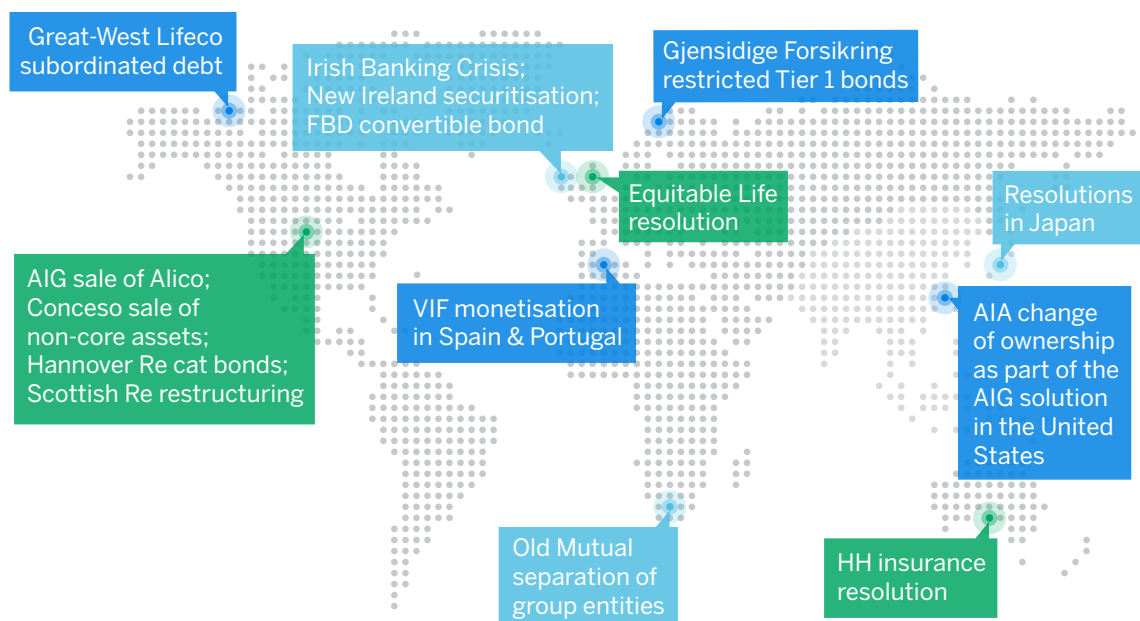 Great-West Lifeco
subordinated debt
Irish Banking Crisis;
New Ireland securitisation;
FBD convertible bond
Gjensidige Forsikring
restricted Tier 1 bonds
Equitable Life
resolution
Resolutions
in Japan
AIG sale of Alico;
Conceso sale of
non-core assets;
Hannover Re cat bonds;
Scottish Re restructuring
VIF monetisation
in Spain & Portugal
AIA change
of ownership
as part of the
AIG solution
in the United
States
Old Mutual
separation of
group entities
HH insurance
resolution